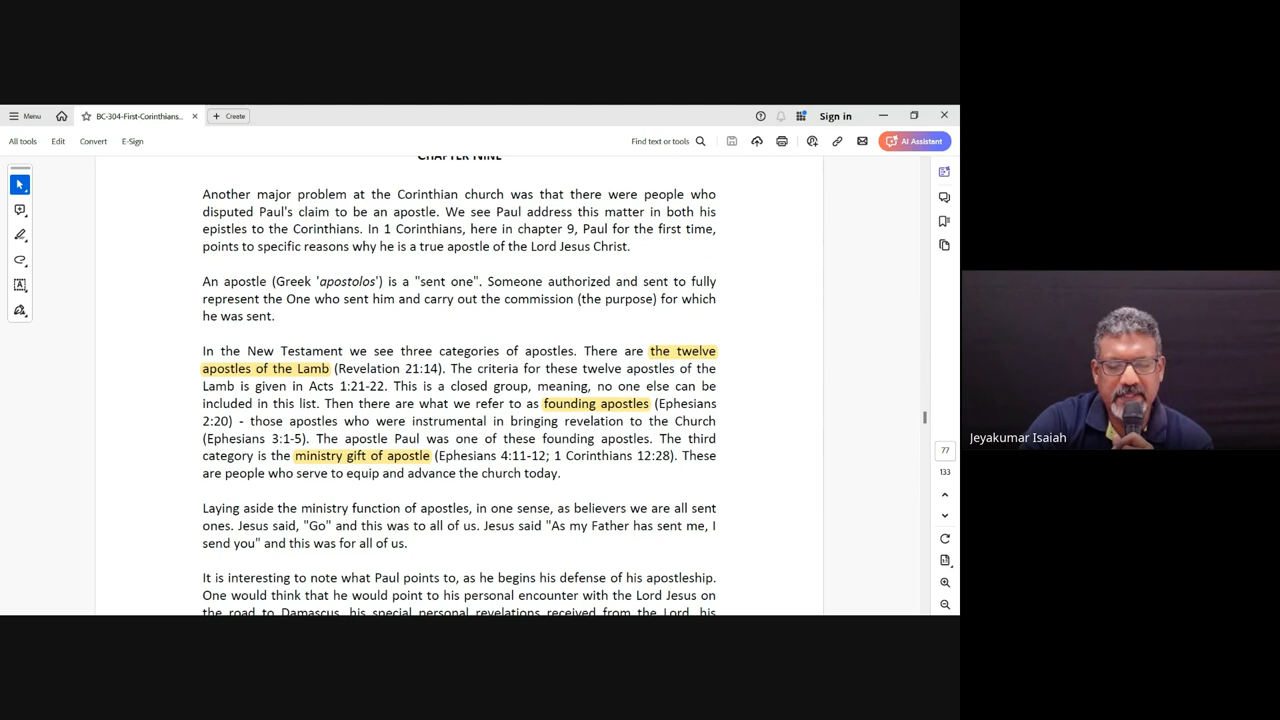 Menu
BC-304-First-Corinthians...
Create
Sign in
All tools
Edit
Convert
E-Sign
Find text or tools
AI Assistant
CHAPTER NINE
Another major problem at the Corinthian church was that there were people who
disputed Paul's claim to be an apostle. We see Paul address this matter in both his
epistles to the Corinthians. In 1 Corinthians, here in chapter 9, Paul for the first time,
points to specific reasons why he is a true apostle of the Lord Jesus Christ.
An apostle (Greek 'apostolos') is a "sent one". Someone authorized and sent to fully
represent the One who sent him and carry out the commission (the purpose) for which
he was sent.
In the New Testament we see three categories of apostles. There are the twelve
apostles of the Lamb (Revelation 21:14). The criteria for these twelve apostles of the
Lamb is given in Acts 1:21-22. This is a closed group, meaning, no one else can be
included in this list. Then there are what we refer to as founding apostles (Ephesians
2:20) - those apostles who were instrumental in bringing revelation to the Church
(Ephesians 3:1-5). The apostle Paul was one of these founding apostles. The third
category is the ministry gift of apostle (Ephesians 4:11-12; 1 Corinthians 12:28). These
are people who serve to equip and advance the church today.
Laying aside the ministry function of apostles, in one sense, as believers we are all sent
ones. Jesus said, "Go" and this was to all of us. Jesus said "As my Father has sent me, I
send you" and this was for all of us.
It is interesting to note what Paul points to, as he begins his defense of his apostleship.
One would think that he would point to his personal encounter with the Lord Jesus on
the road to Damascus, his special personal revelations received from the Lord, his
77
133
Jeyakumar Isaiah